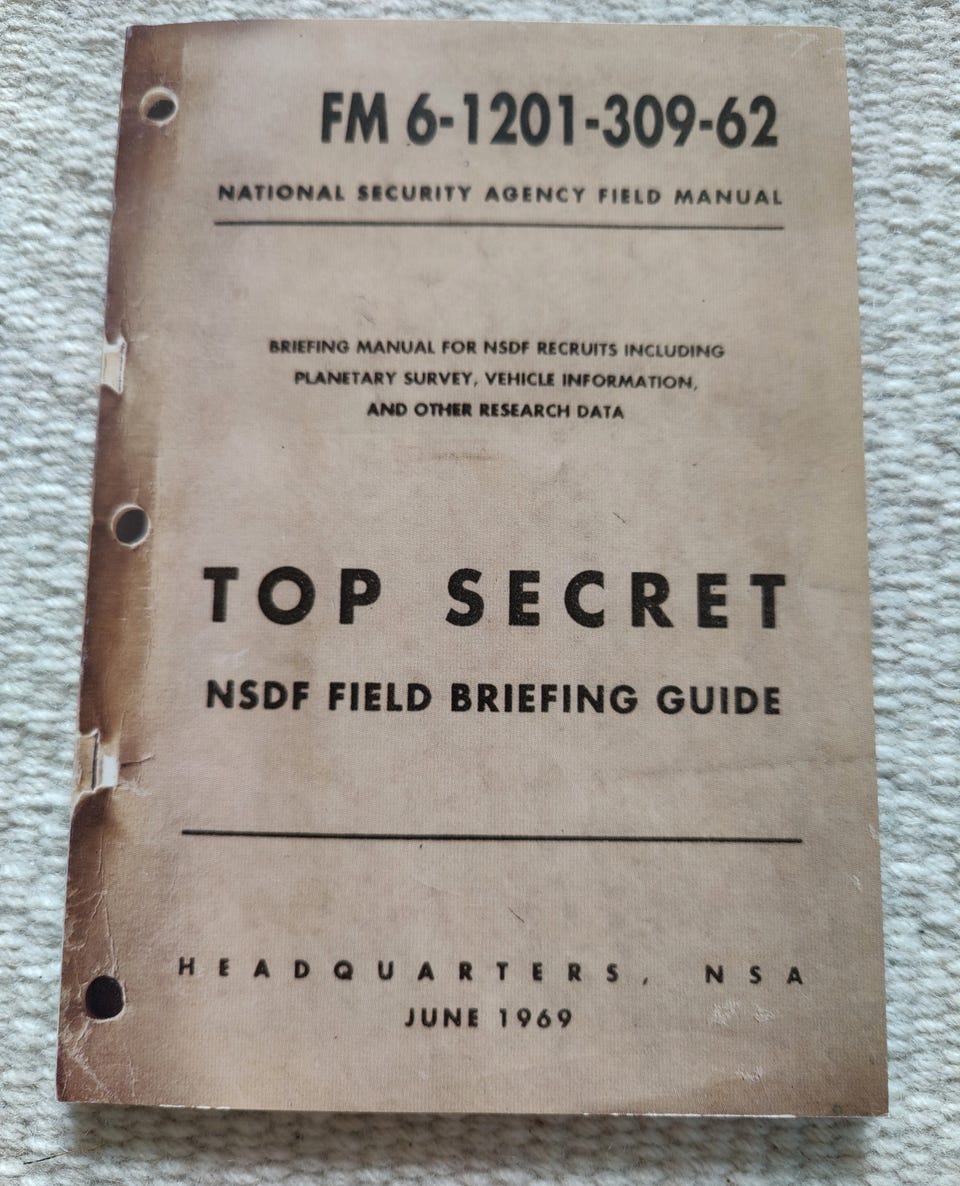 FM 6-1201-309-62
NATIONAL SECURITY AGENCY FIELD MANUAL
BRIEFING MANUAL FOR NSDF RECRUITS INCLUDING
PLANETARY SURVEY, VEHICLE INFORMATION,
AND OTHER RESEARCH DATA
TOP SECRET
NSDF FIELD BRIEFING GUIDE
HEADQUARTERS, NSA
JUNE 1969